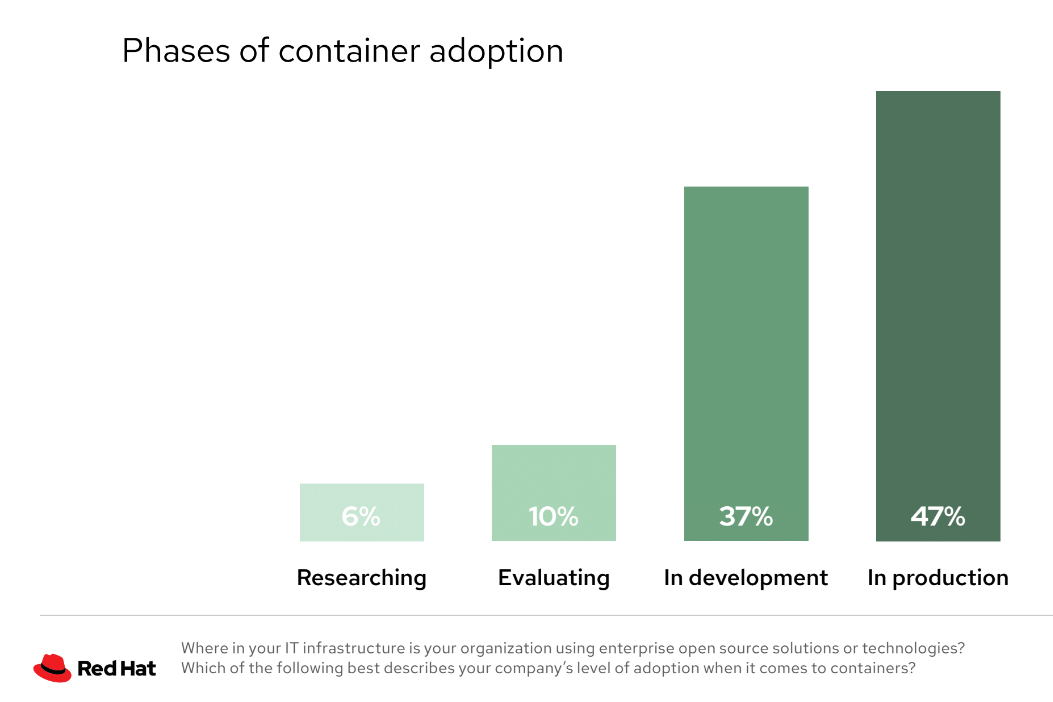 Phases of container adoption
6%
10%
37%
47%
Researching
Evaluating
In development
In production
Red Hat
Where in your IT infrastructure is your organization using enterprise open source solutions or technologies?
Which of the following best describes your company’s level of adoption when it comes to containers?